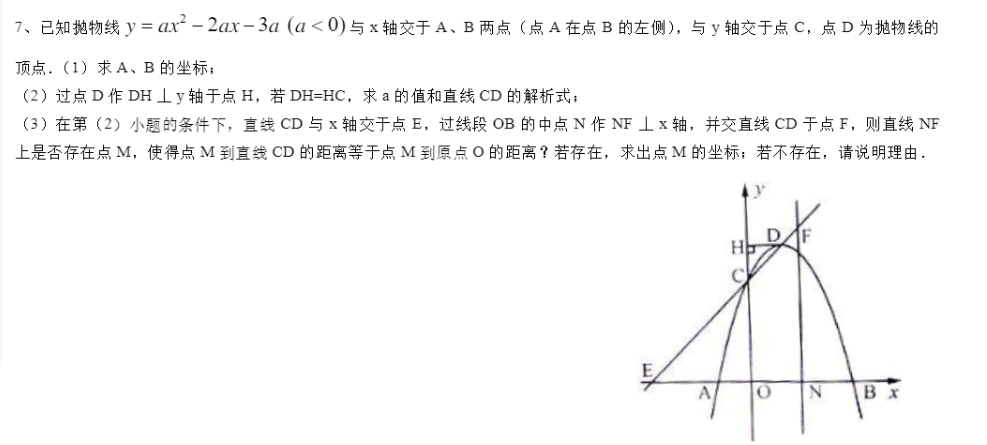 7、已知抛物线 y = ax² − 2ax − 3a (a < 0) 与 x 轴交于 A、B 两点（点 A 在点 B 的左侧），与 y 轴交于点 C，点 D 为抛物线的
顶点．（1）求 A、B 的坐标；
（2）过点 D 作 DH⊥y 轴于点 H，若 DH=HC，求 a 的值和直线 CD 的解析式；
（3）在第（2）小题的条件下，直线 CD 与 x 轴交于点 E，过线段 OB 的中点 N 作 NF⊥x 轴，并交直线 CD 于点 F，则直线 NF
上是否存在点 M，使得点 M 到直线 CD 的距离等于点 M 到原点 O 的距离？若存在，求出点 M 的坐标；若不存在，请说明理由．
y
H D F
C
E
A O N B x